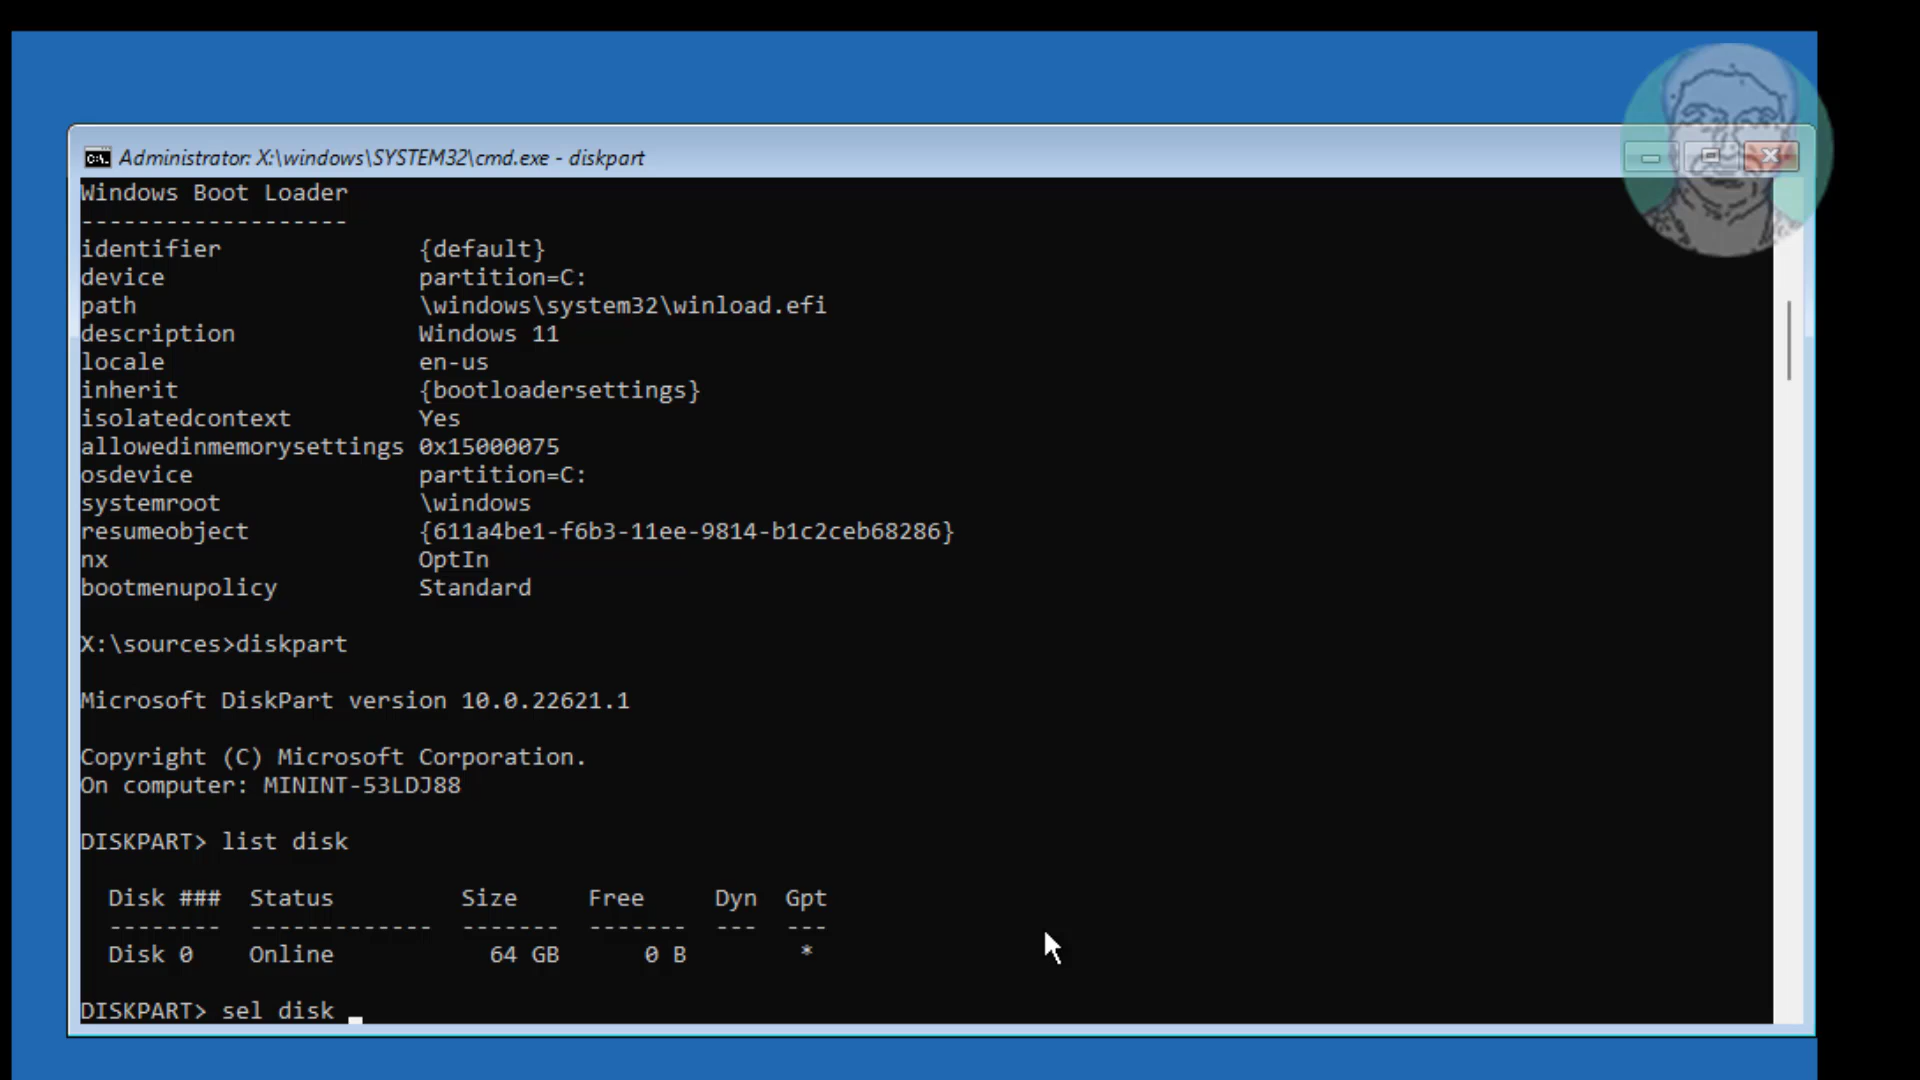 Administrator: X:\windows\SYSTEM32\cmd.exe - diskpart
Windows Boot Loader
-------------------
identifier              {default}
device                  partition=C:
path                    \windows\system32\winload.efi
description             Windows 11
locale                  en-us
inherit                 {bootloadersettings}
isolatedcontext         Yes
allowedinmemorysettings 0x15000075
osdevice                partition=C:
systemroot              \windows
resumeobject            {611a4be1-f6b3-11ee-9814-b1c2ceb68286}
nx                      OptIn
bootmenupolicy          Standard
X:\sources>diskpart
Microsoft DiskPart version 10.0.22621.1
Copyright (C) Microsoft Corporation.
On computer: MININT-53LDJ88
DISKPART> list disk
  Disk ###  Status         Size     Free     Dyn  Gpt
  --------  -------------  -------  -------  ---  ---
  Disk 0    Online           64 GB      0 B        *
DISKPART> sel disk _